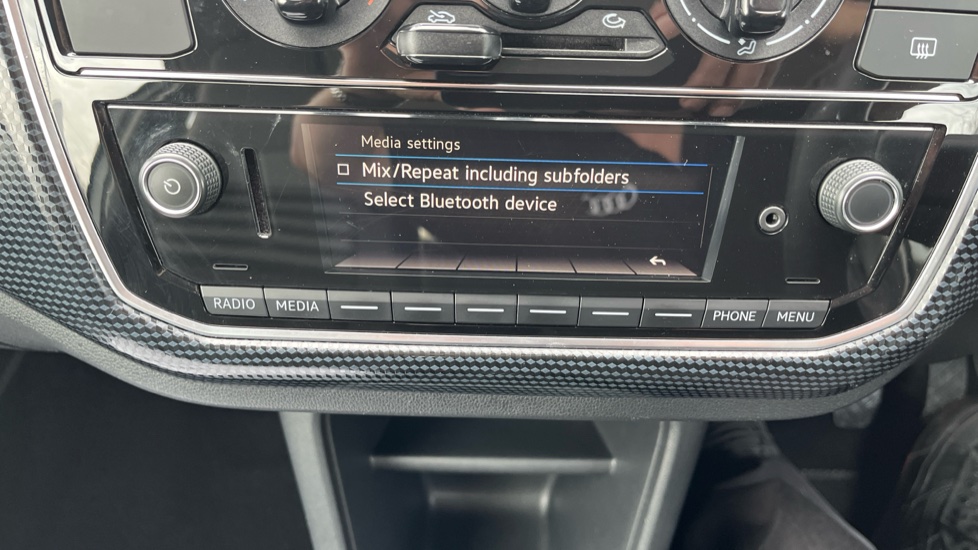 Media settings
Mix/Repeat including subfolders
Select Bluetooth device
RADIO MEDIA PHONE MENU